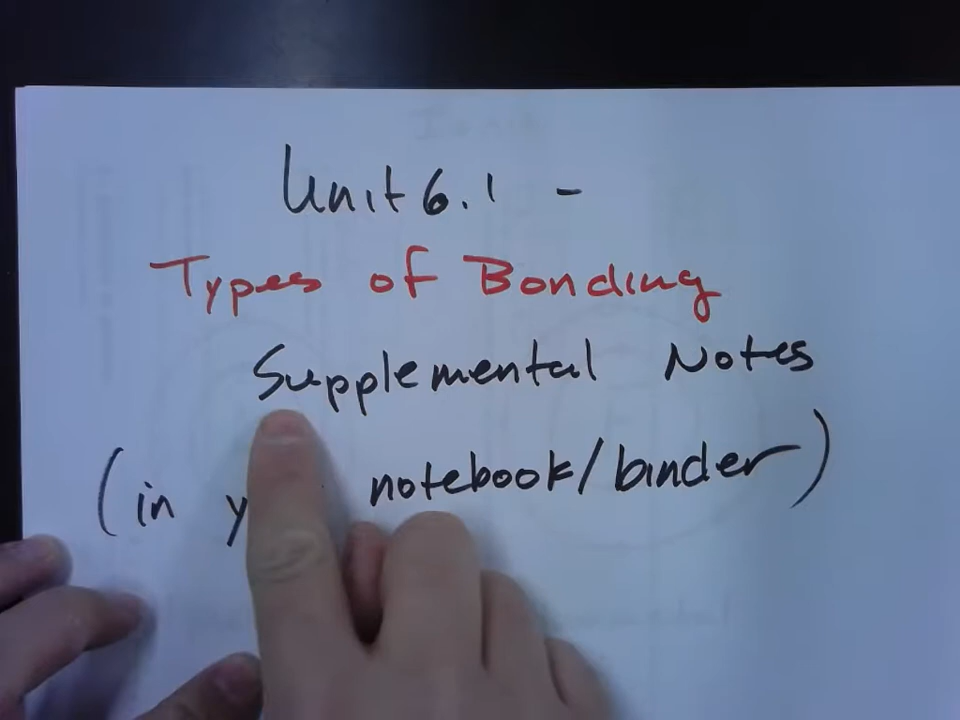 Unit 6.1 -
Types of Bonding
Supplemental Notes
(in y notebook/binder)